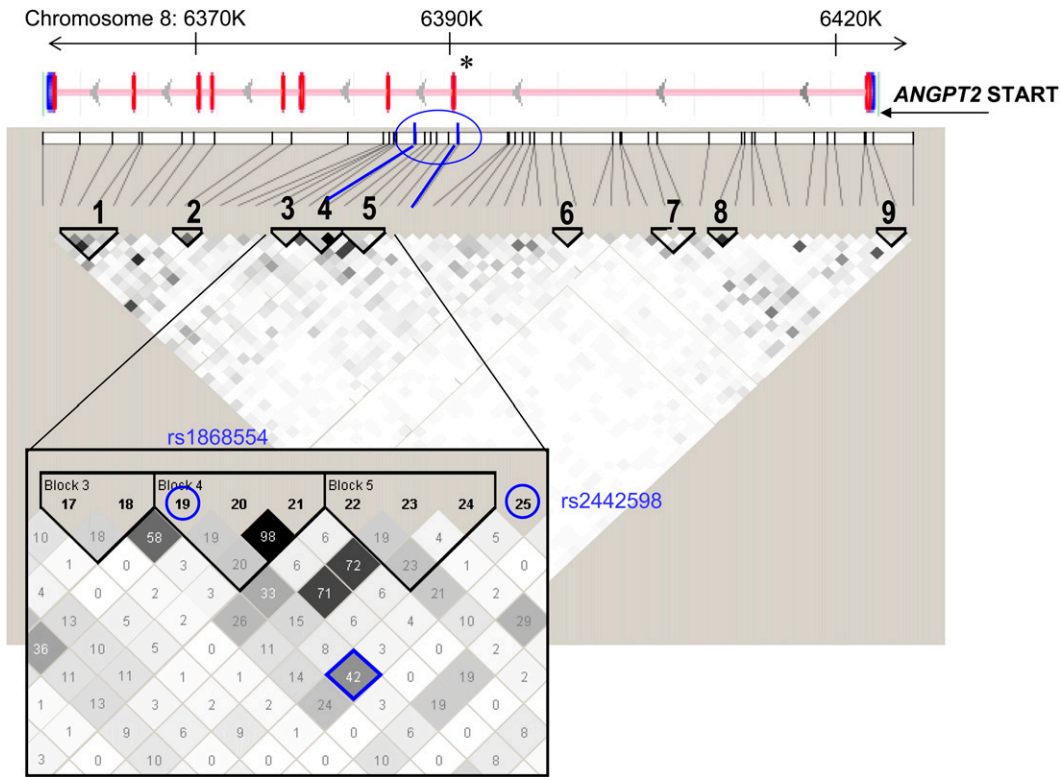 Chromosome 8: 6370K 6390K 6420K
*
ANGPT2 START
1 2 3 4 5 6 7 8 9
rs1868554
Block 3 Block 4 Block 5
17 18 19 20 21 22 23 24 25
rs2442598
10 18 58 19 98 6 19 4 5
1 0 3 20 6 72 23 1 0
4 0 2 3 33 71 21 2
13 5 2 26 15 6 4 10 29
36 10 5 0 11 8 3 0 2
11 11 1 1 14 42 0 19 2
1 13 3 2 24 3 19 0
1 9 6 9 1 0 6 0 8
3 0 10 0 0 0 10 0 8